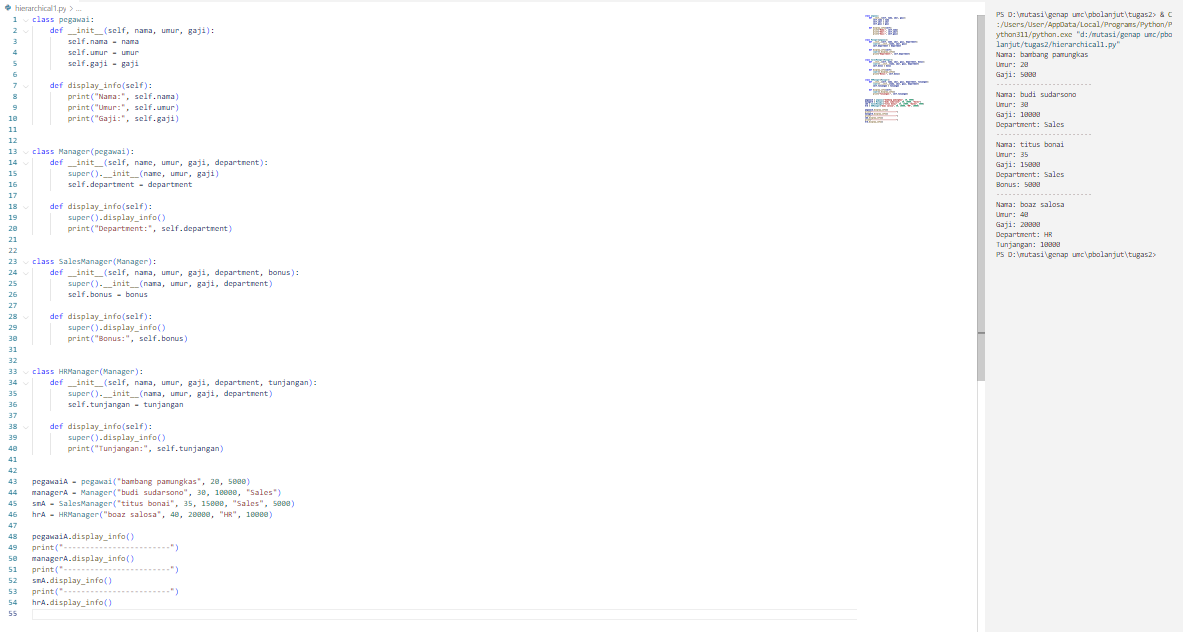 hierarchical1.py > ...
1 class pegawai:
2     def __init__(self, nama, umur, gaji):
3         self.nama = nama
4         self.umur = umur
5         self.gaji = gaji
6
7     def display_info(self):
8         print("Nama:", self.nama)
9         print("Umur:", self.umur)
10         print("Gaji:", self.gaji)
11
12
13 class Manager(pegawai):
14     def __init__(self, name, umur, gaji, department):
15         super().__init__(name, umur, gaji)
16         self.department = department
17
18     def display_info(self):
19         super().display_info()
20         print("Department:", self.department)
21
22
23 class SalesManager(Manager):
24     def __init__(self, nama, umur, gaji, department, bonus):
25         super().__init__(nama, umur, gaji, department)
26         self.bonus = bonus
27
28     def display_info(self):
29         super().display_info()
30         print("Bonus:", self.bonus)
31
32
33 class HRManager(Manager):
34     def __init__(self, nama, umur, gaji, department, tunjangan):
35         super().__init__(nama, umur, gaji, department)
36         self.tunjangan = tunjangan
37
38     def display_info(self):
39         super().display_info()
40         print("Tunjangan:", self.tunjangan)
41
42
43 pegawaiA = pegawai("bambang pamungkas", 20, 5000)
44 managerA = Manager("budi sudarsono", 30, 10000, "Sales")
45 smA = SalesManager("titus bonai", 35, 15000, "Sales", 5000)
46 hrA = HRManager("boaz salosa", 40, 20000, "HR", 10000)
47
48 pegawaiA.display_info()
49 print("------------------------")
50 managerA.display_info()
51 print("------------------------")
52 smA.display_info()
53 print("------------------------")
54 hrA.display_info()
55
PS D:\mutasi\genap umc\pbolanjut\tugas2> & C
:/Users/User/AppData/Local/Programs/Python/P
ython311/python.exe "d:/mutasi/genap umc/pbo
lanjut/tugas2/hierarchical1.py"
Nama: bambang pamungkas
Umur: 20
Gaji: 5000
------------------------
Nama: budi sudarsono
Umur: 30
Gaji: 10000
Department: Sales
------------------------
Nama: titus bonai
Umur: 35
Gaji: 15000
Department: Sales
Bonus: 5000
------------------------
Nama: boaz salosa
Umur: 40
Gaji: 20000
Department: HR
Tunjangan: 10000
PS D:\mutasi\genap umc\pbolanjut\tugas2>